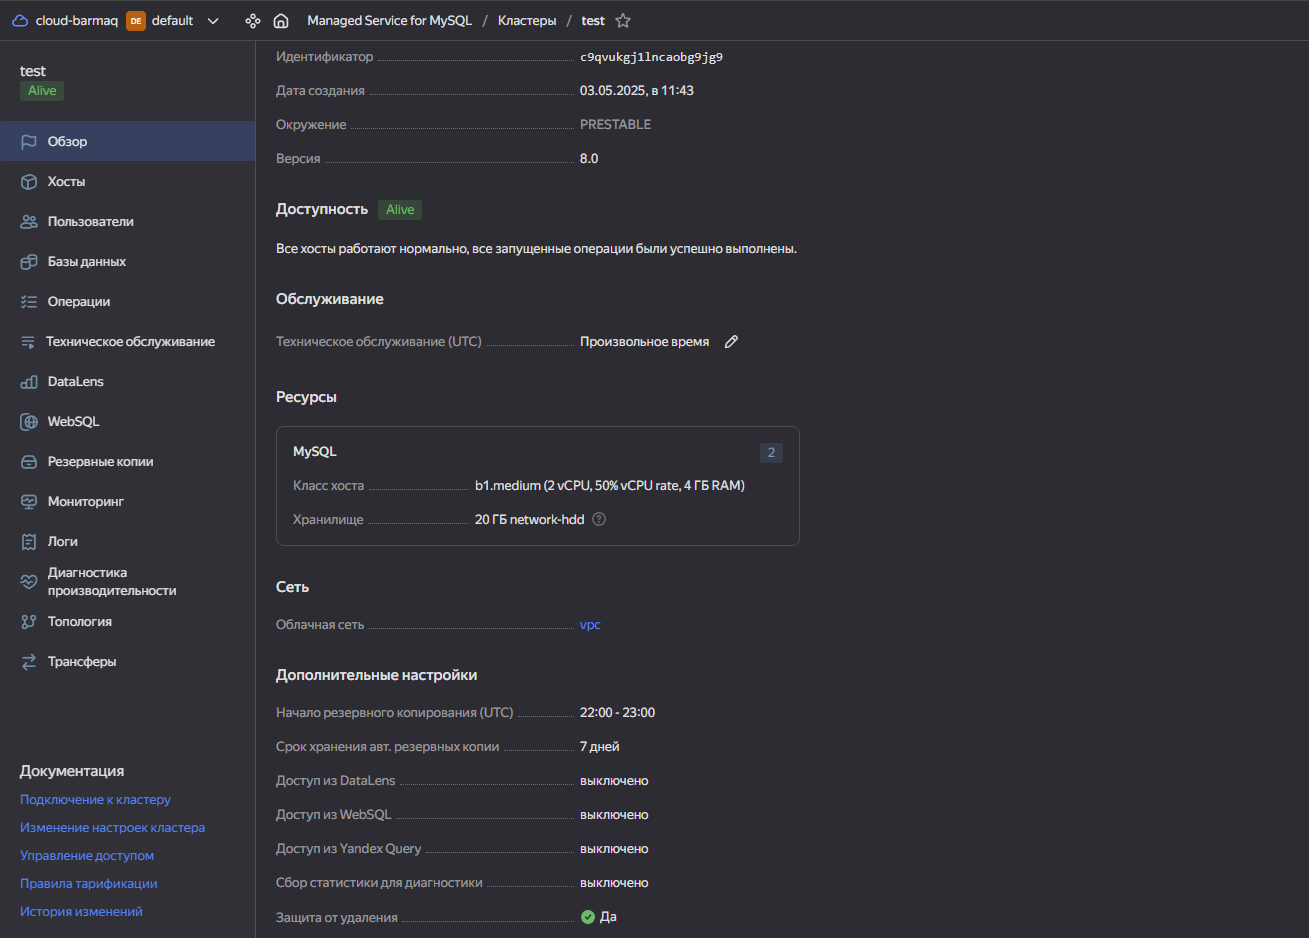 cloud-barmaq DE default Managed Service for MySQL / Кластеры / test
test
Alive
Обзор
Хосты
Пользователи
Базы данных
Операции
Техническое обслуживание
DataLens
WebSQL
Резервные копии
Мониторинг
Логи
Диагностика
производительности
Топология
Трансферы
Документация
Подключение к кластеру
Изменение настроек кластера
Управление доступом
Правила тарификации
История изменений
Идентификатор c9qvukgj1lncaobg9jg9
Дата создания 03.05.2025, в 11:43
Окружение PRESTABLE
Версия 8.0
Доступность Alive
Все хосты работают нормально, все запущенные операции были успешно выполнены.
Обслуживание
Техническое обслуживание (UTC) Произвольное время
Ресурсы
MySQL 2
Класс хоста b1.medium (2 vCPU, 50% vCPU rate, 4 ГБ RAM)
Хранилище 20 ГБ network-hdd
Сеть
Облачная сеть vpc
Дополнительные настройки
Начало резервного копирования (UTC) 22:00 - 23:00
Срок хранения авт. резервных копии 7 дней
Доступ из DataLens выключено
Доступ из WebSQL выключено
Доступ из Yandex Query выключено
Сбор статистики для диагностики выключено
Защита от удаления Да